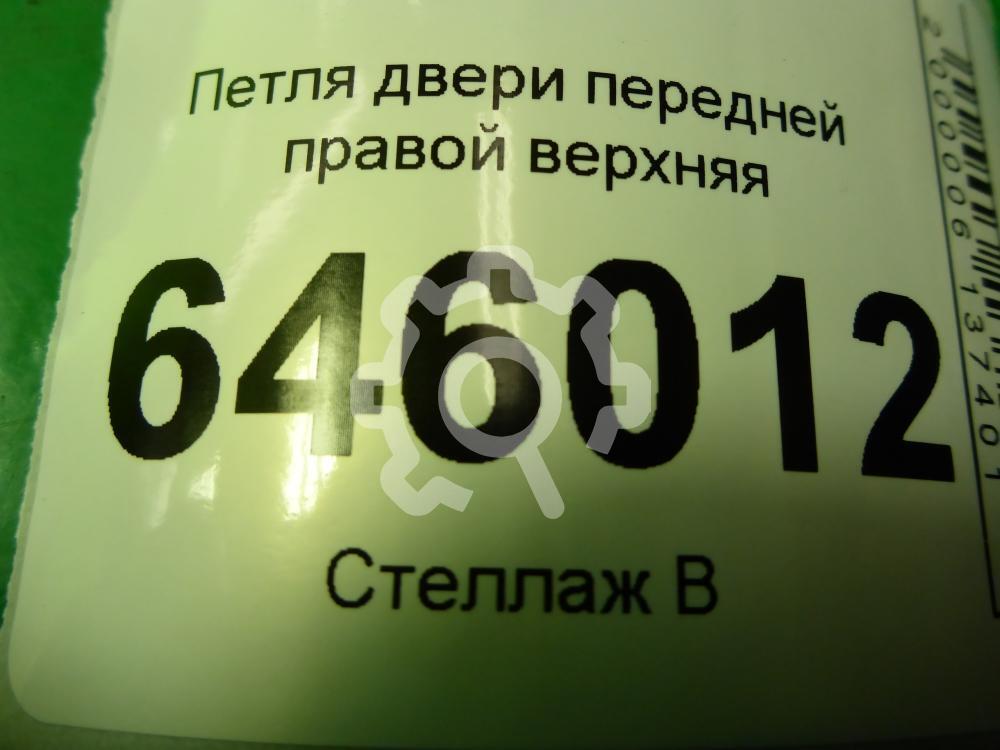 Петля двери передней
правой верхняя
646012
Стеллаж В
2000006137401